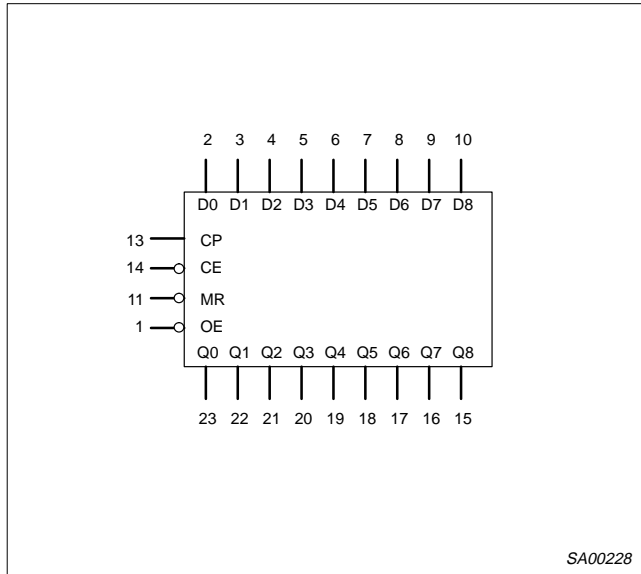 2 3 4 5 6 7 8 9 10
D0 D1 D2 D3 D4 D5 D6 D7 D8
13 CP
14 CE
11 MR
1 OE
Q0 Q1 Q2 Q3 Q4 Q5 Q6 Q7 Q8
23 22 21 20 19 18 17 16 15
SA00228